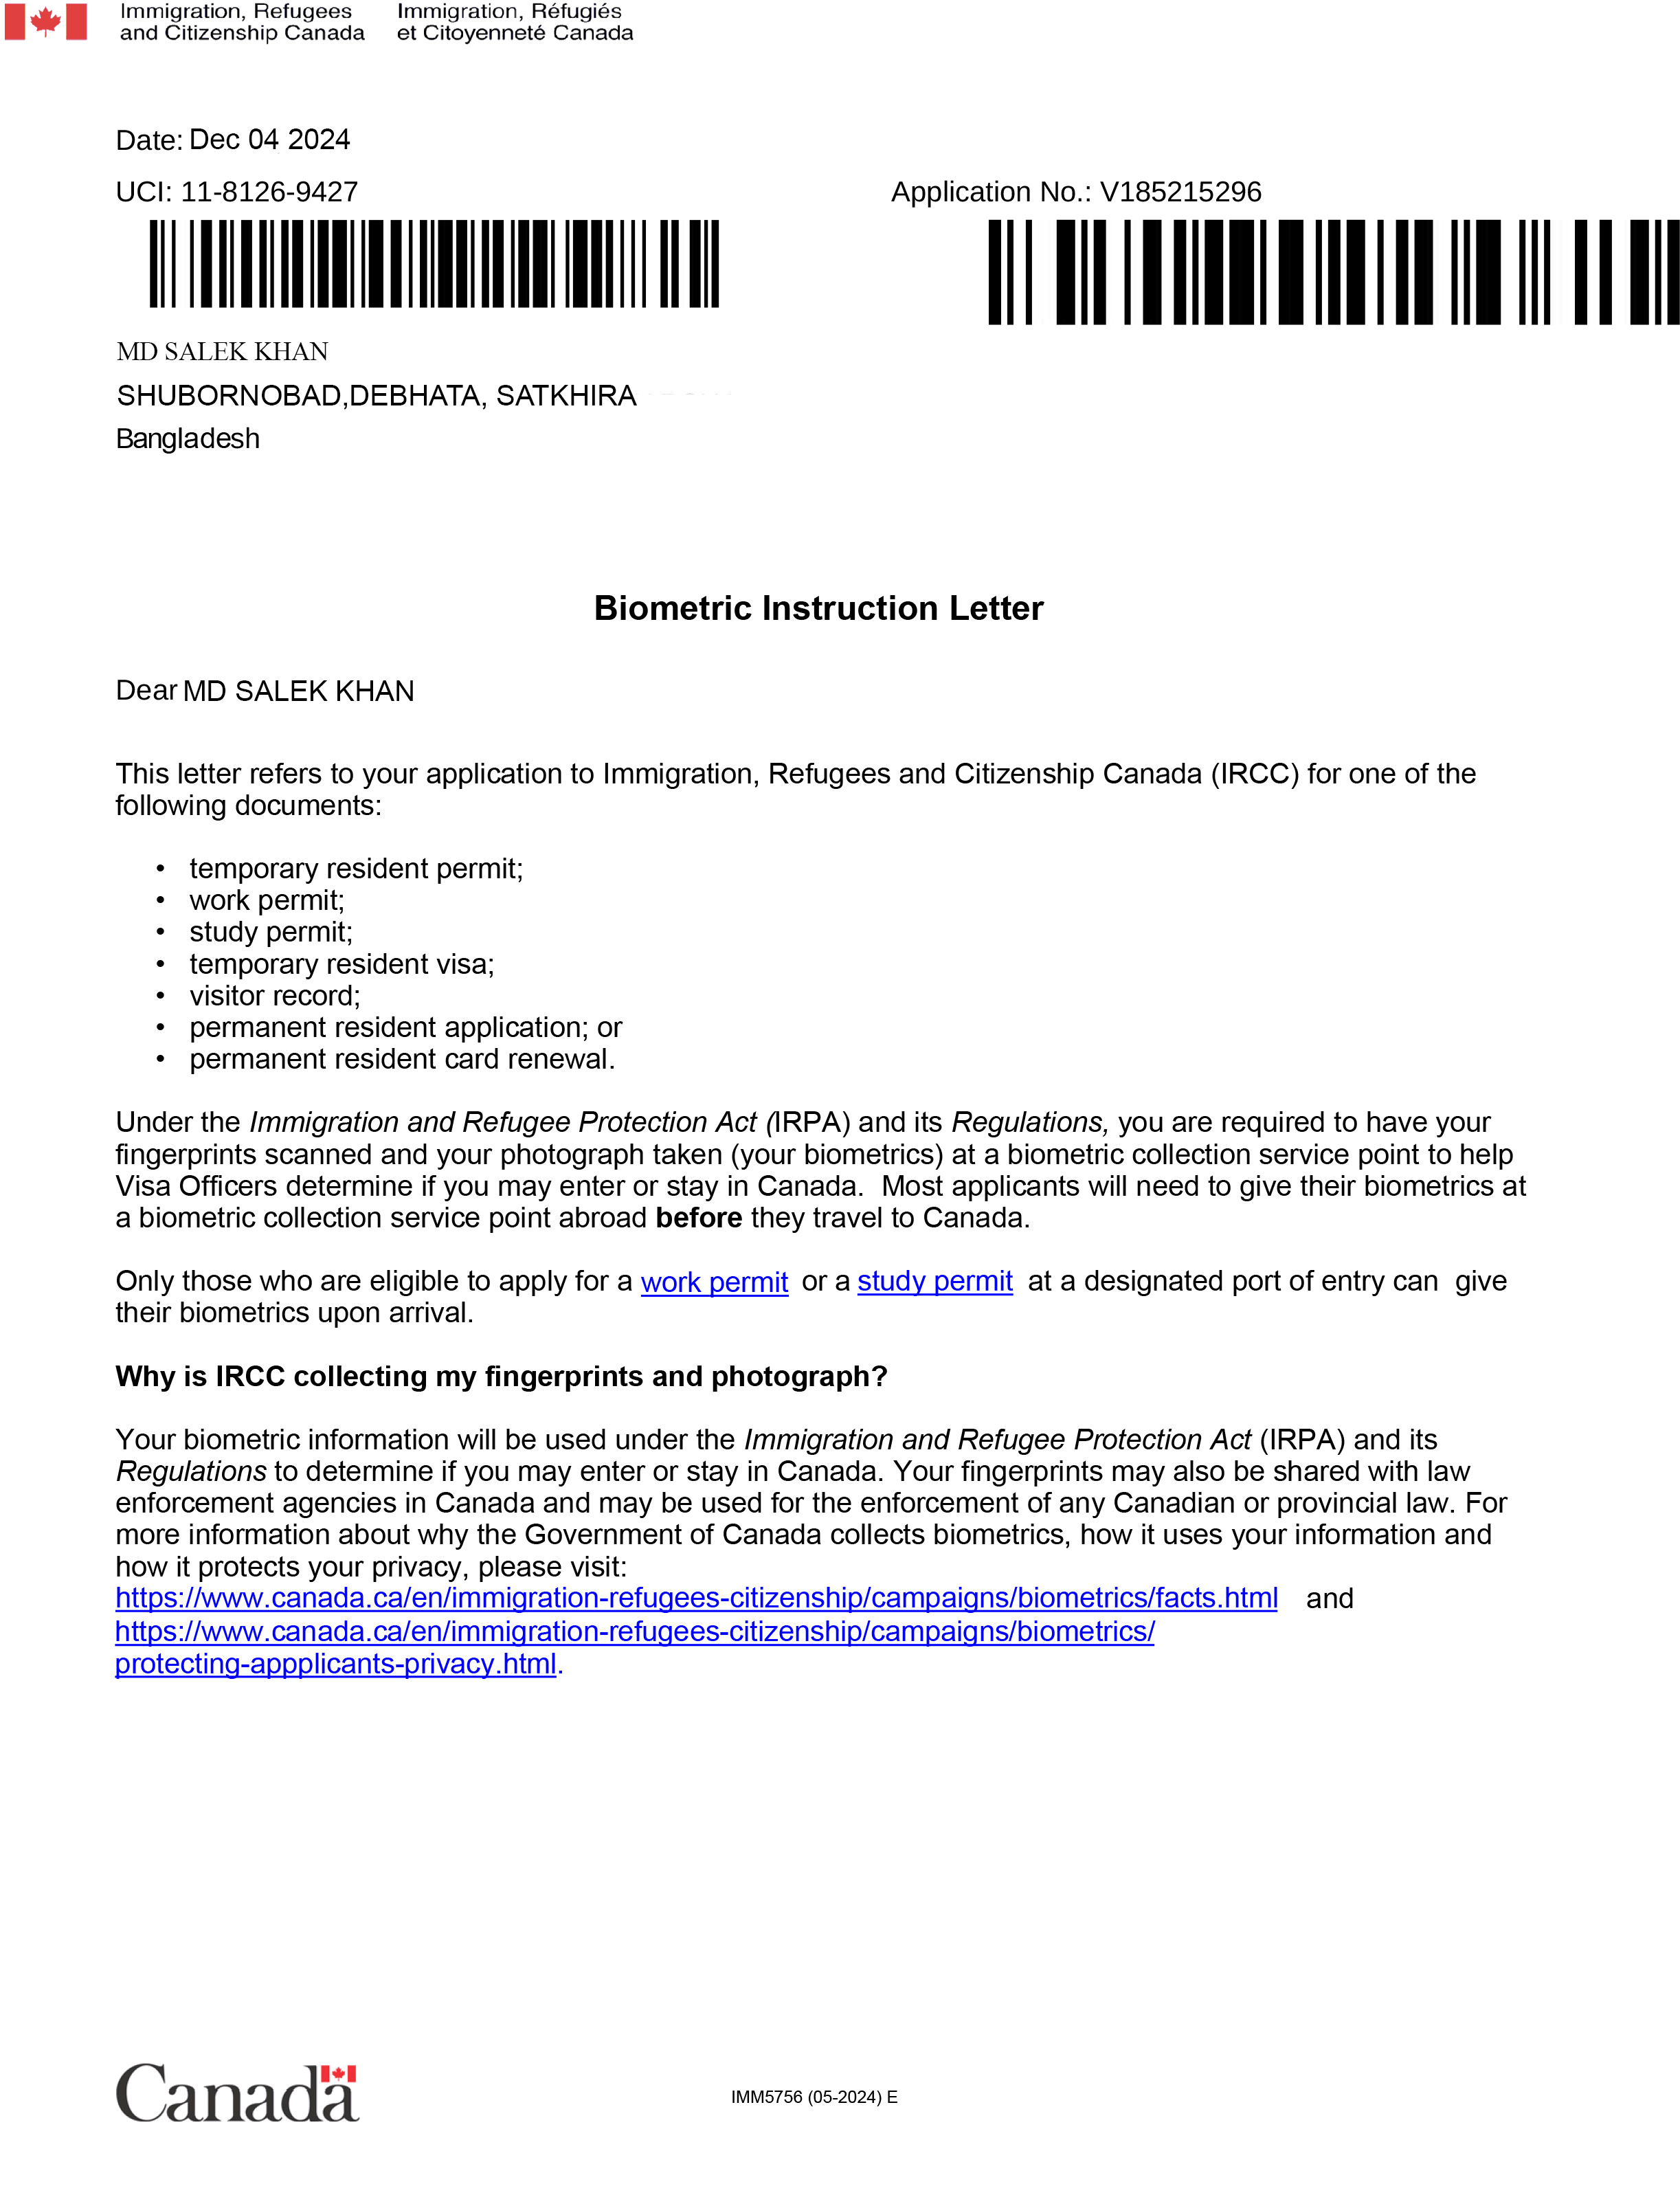 Immigration, Refugees and Citizenship Canada
Immigration, Réfugiés et Citoyenneté Canada
Date: Dec 04 2024
UCI: 11-8126-9427
Application No.: V185215296
MD SALEK KHAN
SHUBORNOBAD,DEBHATA, SATKHIRA
Bangladesh
Biometric Instruction Letter
Dear MD SALEK KHAN
This letter refers to your application to Immigration, Refugees and Citizenship Canada (IRCC) for one of the
following documents:
• temporary resident permit;
• work permit;
• study permit;
• temporary resident visa;
• visitor record;
• permanent resident application; or
• permanent resident card renewal.
Under the Immigration and Refugee Protection Act (IRPA) and its Regulations, you are required to have your
fingerprints scanned and your photograph taken (your biometrics) at a biometric collection service point to help
Visa Officers determine if you may enter or stay in Canada. Most applicants will need to give their biometrics at
a biometric collection service point abroad before they travel to Canada.
Only those who are eligible to apply for a work permit or a study permit at a designated port of entry can give
their biometrics upon arrival.
Why is IRCC collecting my fingerprints and photograph?
Your biometric information will be used under the Immigration and Refugee Protection Act (IRPA) and its
Regulations to determine if you may enter or stay in Canada. Your fingerprints may also be shared with law
enforcement agencies in Canada and may be used for the enforcement of any Canadian or provincial law. For
more information about why the Government of Canada collects biometrics, how it uses your information and
how it protects your privacy, please visit:
https://www.canada.ca/en/immigration-refugees-citizenship/campaigns/biometrics/facts.html and
https://www.canada.ca/en/immigration-refugees-citizenship/campaigns/biometrics/
protecting-appplicants-privacy.html.
Canada
IMM5756 (05-2024) E